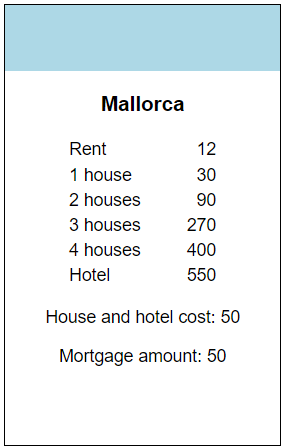 Mallorca
Rent 12
1 house 30
2 houses 90
3 houses 270
4 houses 400
Hotel 550
House and hotel cost: 50
Mortgage amount: 50